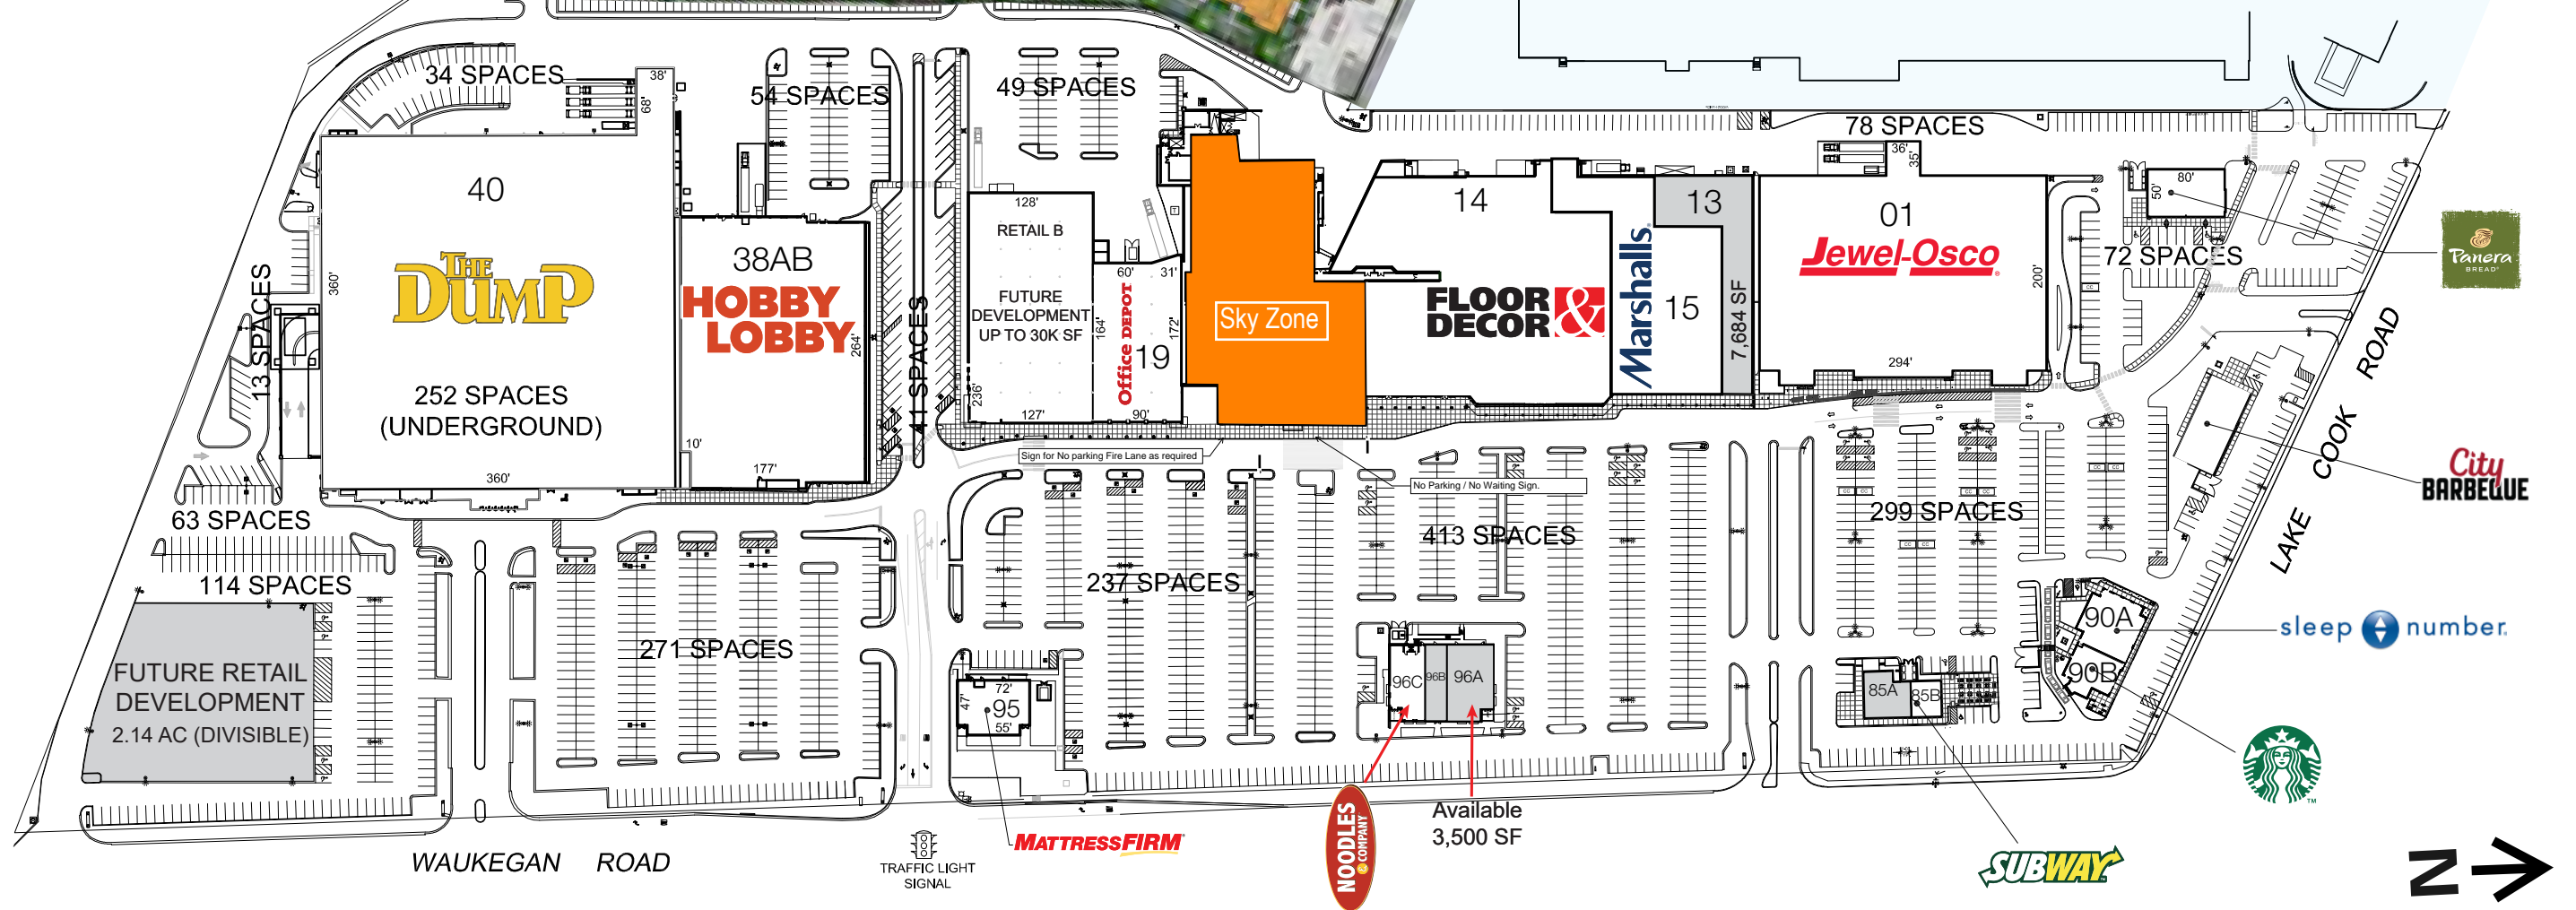 34 SPACES
38'
68'
54 SPACES
49 SPACES
78 SPACES
36'
35'
40
THE
DUMP
360'
252 SPACES
(UNDERGROUND)
360'
13 SPACES
38AB
HOBBY
LOBBY
264'
10'
177'
41 SPACES
128'
RETAIL B
FUTURE
DEVELOPMENT
UP TO 30K SF
236'
127'
60'
31'
164'
Office DEPOT
172'
19
90'
Sky Zone
14
FLOOR &
DECOR
Marshalls
15
13
7,684 SF
01
Jewel-Osco
200'
294'
80'
50'
72 SPACES
Panera
BREAD
LAKE COOK ROAD
City
BARBEQUE
Sign for No parking Fire Lane as required
No Parking / No Waiting Sign.
63 SPACES
114 SPACES
FUTURE RETAIL
DEVELOPMENT
2.14 AC (DIVISIBLE)
271 SPACES
237 SPACES
413 SPACES
299 SPACES
72'
47'
95
55'
96C
96B
96A
85A
85B
90A
90B
sleep number
WAUKEGAN ROAD
TRAFFIC LIGHT
SIGNAL
MATTRESSFIRM
NOODLES
& COMPANY
Available
3,500 SF
SUBWAY
N